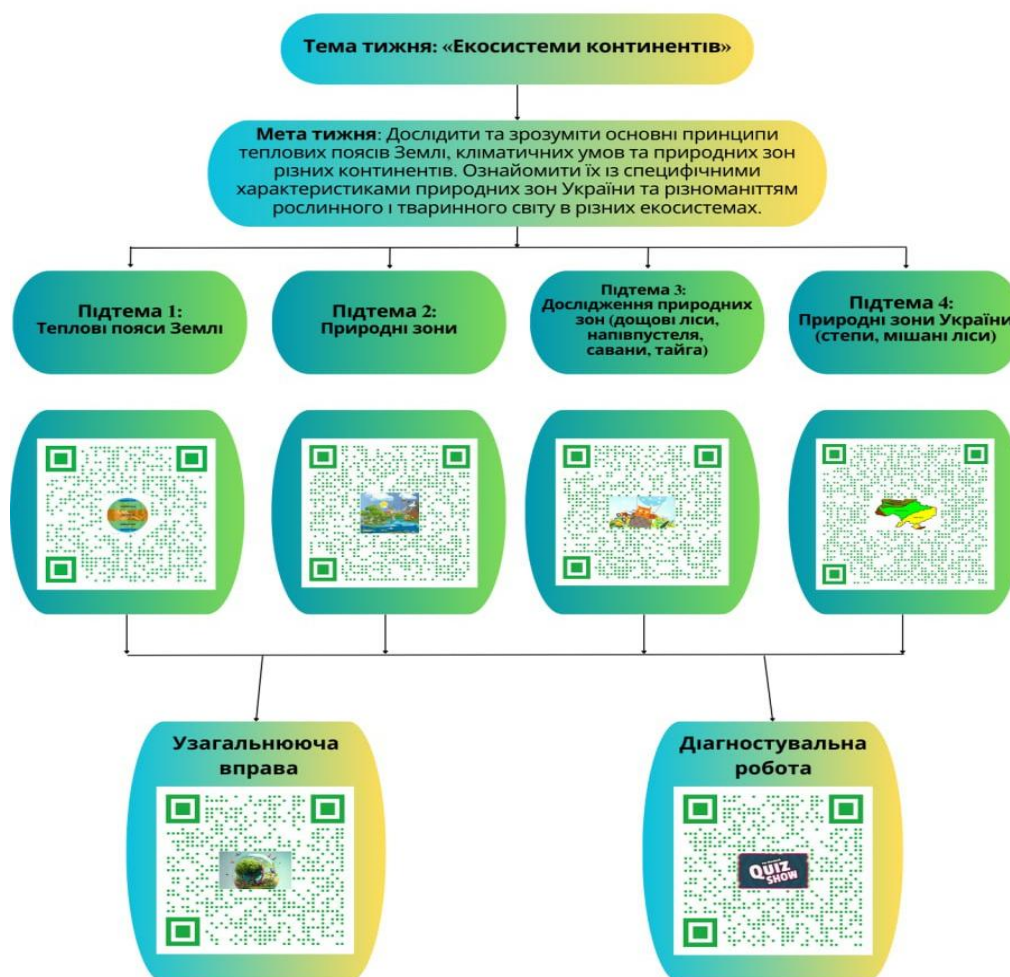 Тема тижня: «Екосистеми континентів»
Мета тижня: Дослідити та зрозуміти основні принципи
теплових поясів Землі, кліматичних умов та природних зон
різних континентів. Ознайомити їх із специфічними
характеристиками природних зон України та різноманіттям
рослинного і тваринного світу в різних екосистемах.
Підтема 1:
Теплові пояси Землі
Підтема 2:
Природні зони
Підтема 3:
Дослідження природних
зон (дощові ліси,
напівпустеля,
савани, тайга)
Підтема 4:
Природні зони України
(степи, мішані ліси)
Узагальнююча
вправа
Діагностувальна
робота
QUIZ
SHOW